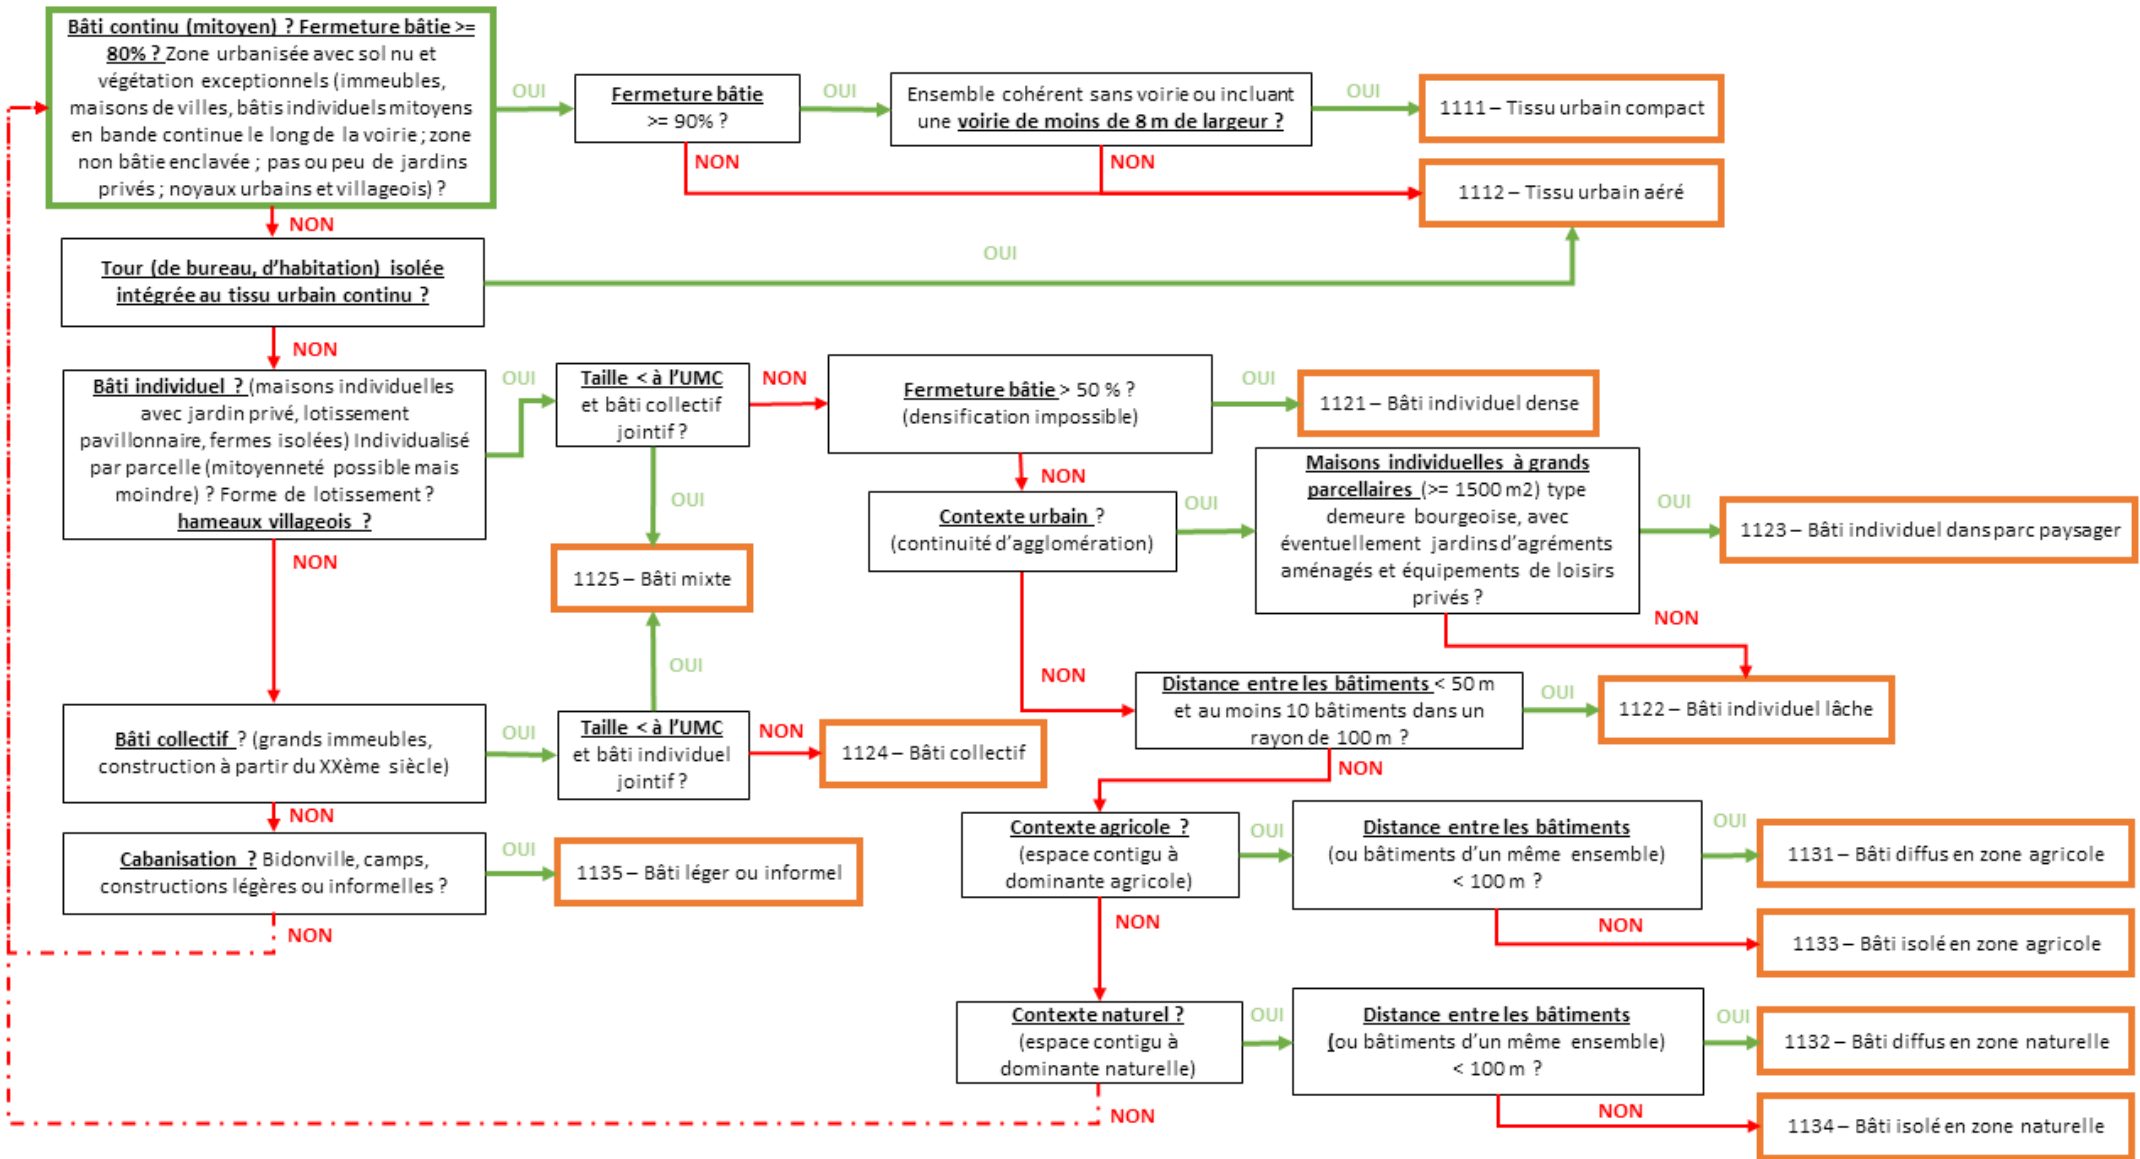 Bâti continu (mitoyen) ? Fermeture bâtie >=
80% ? Zone urbanisée avec sol nu et
végétation exceptionnels (immeubles,
maisons de villes, bâtis individuels mitoyens
en bande continue le long de la voirie ; zone
non bâtie enclavée ; pas ou peu de jardins
privés ; noyaux urbains et villageois) ?
OUI
Fermeture bâtie
>= 90% ?
OUI
Ensemble cohérent sans voirie ou incluant
une voirie de moins de 8 m de largeur ?
OUI
1111 – Tissu urbain compact
NON
NON
1112 – Tissu urbain aéré
NON
Tour (de bureau, d’habitation) isolée
intégrée au tissu urbain continu ?
OUI
NON
Bâti individuel ? (maisons individuelles
avec jardin privé, lotissement
pavillonnaire, fermes isolées) Individualisé
par parcelle (mitoyenneté possible mais
moindre) ? Forme de lotissement ?
hameaux villageois ?
OUI
Taille < à l’UMC
et bâti collectif
jointif ?
NON
Fermeture bâtie > 50 % ?
(densification impossible)
OUI
1121 – Bâti individuel dense
OUI
NON
Contexte urbain ?
(continuité d’agglomération)
OUI
Maisons individuelles à grands
parcellaires (>= 1500 m2) type
demeure bourgeoise, avec
éventuellement jardins d’agréments
aménagés et équipements de loisirs
privés ?
OUI
1123 – Bâti individuel dans parc paysager
NON
NON
1125 – Bâti mixte
OUI
NON
Distance entre les bâtiments < 50 m
et au moins 10 bâtiments dans un
rayon de 100 m ?
OUI
1122 – Bâti individuel lâche
Bâti collectif ? (grands immeubles,
construction à partir du XXème siècle)
OUI
Taille < à l’UMC
et bâti individuel
jointif ?
NON
1124 – Bâti collectif
NON
NON
Cabanisation ? Bidonville, camps,
constructions légères ou informelles ?
OUI
1135 – Bâti léger ou informel
NON
Contexte agricole ?
(espace contigu à
dominante agricole)
OUI
Distance entre les bâtiments
(ou bâtiments d’un même ensemble)
< 100 m ?
OUI
1131 – Bâti diffus en zone agricole
NON
1133 – Bâti isolé en zone agricole
NON
Contexte naturel ?
(espace contigu à
dominante naturelle)
OUI
Distance entre les bâtiments
(ou bâtiments d’un même ensemble)
< 100 m ?
OUI
1132 – Bâti diffus en zone naturelle
NON
1134 – Bâti isolé en zone naturelle
NON